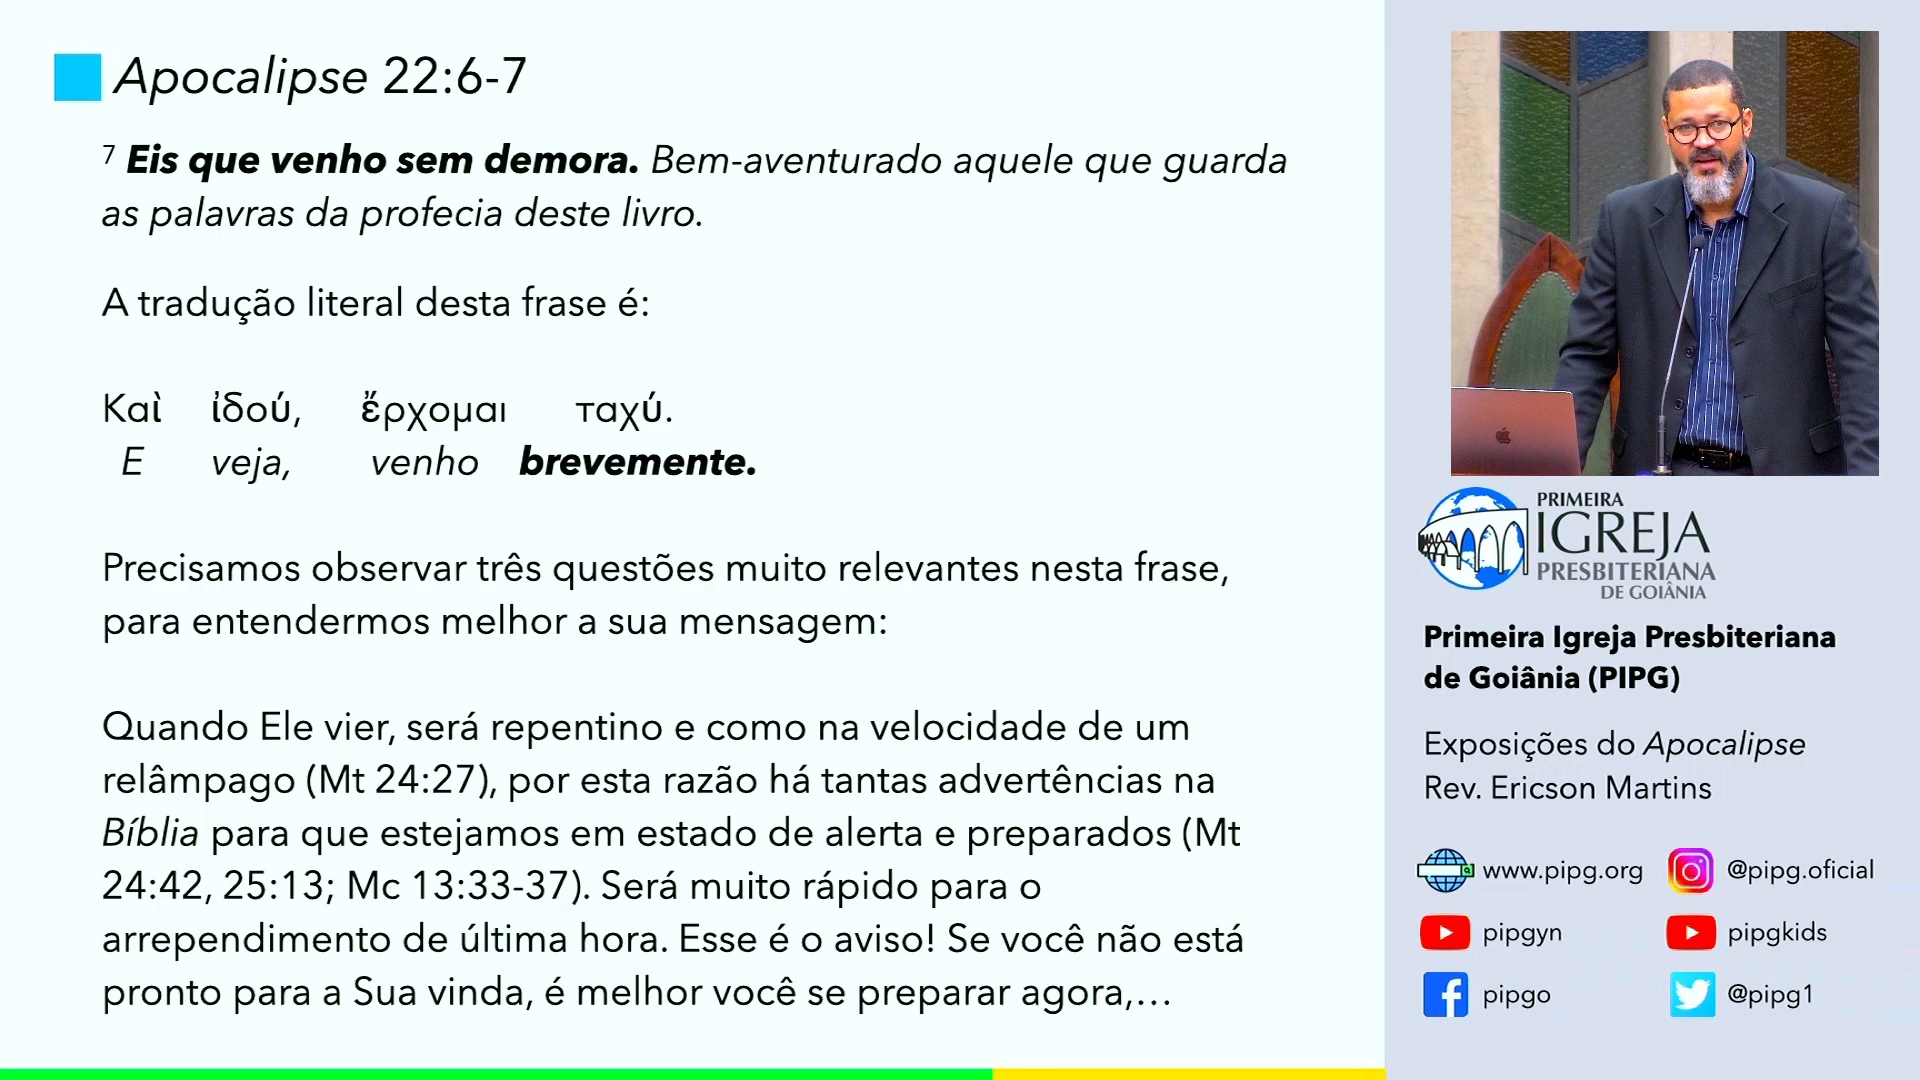 Apocalipse 22:6-7
⁷ Eis que venho sem demora. Bem-aventurado aquele que guarda
as palavras da profecia deste livro.
A tradução literal desta frase é:
Καὶ ἰδού, ἔρχομαι ταχύ.
E veja, venho brevemente.
Precisamos observar três questões muito relevantes nesta frase,
para entendermos melhor a sua mensagem:
Quando Ele vier, será repentino e como na velocidade de um
relâmpago (Mt 24:27), por esta razão há tantas advertências na
Bíblia para que estejamos em estado de alerta e preparados (Mt
24:42, 25:13; Mc 13:33-37). Será muito rápido para o
arrependimento de última hora. Esse é o aviso! Se você não está
pronto para a Sua vinda, é melhor você se preparar agora,...
PRIMEIRA
IGREJA
PRESBITERIANA
DE GOIÂNIA
Primeira Igreja Presbiteriana
de Goiânia (PIPG)
Exposições do Apocalipse
Rev. Ericson Martins
www.pipg.org @pipg.oficial
pipgyn pipgkids
pipgo @pipg1